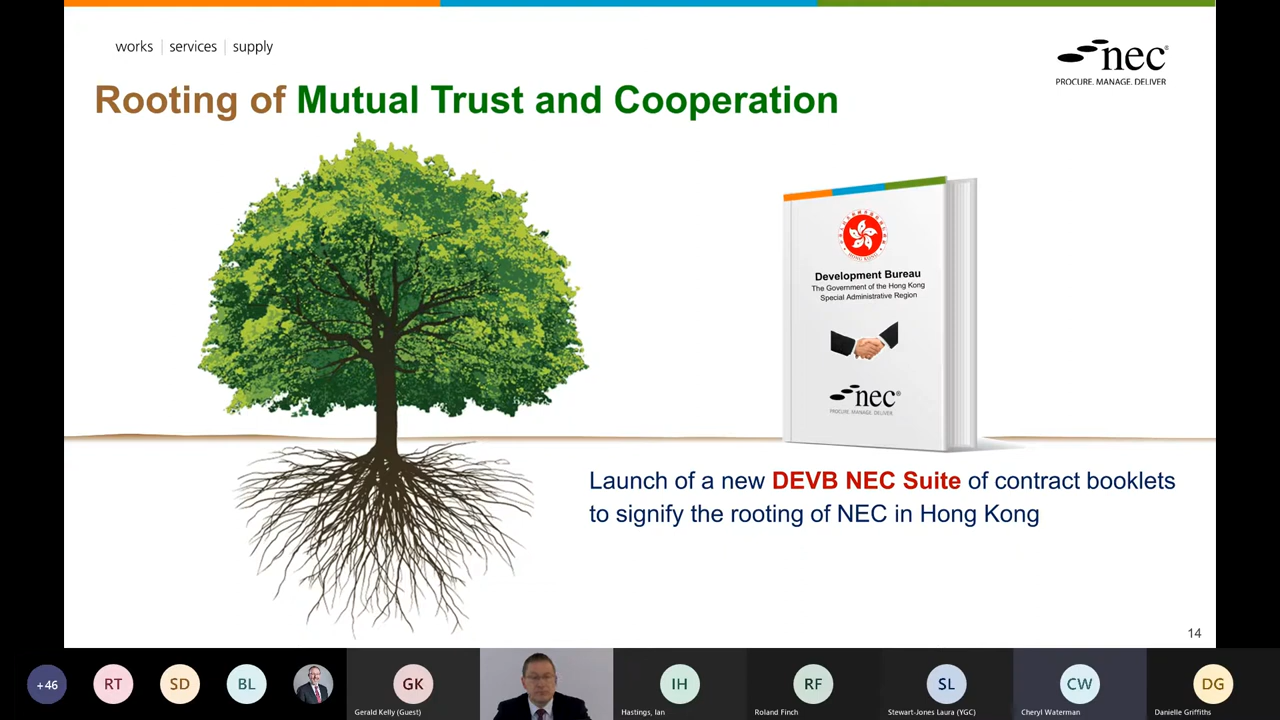 works | services | supply
nec®
PROCURE. MANAGE. DELIVER
Rooting of Mutual Trust and Cooperation
HONG KONG
Development Bureau
The Government of the Hong Kong
Special Administrative Region
nec®
PROCURE. MANAGE. DELIVER
Launch of a new DEVB NEC Suite of contract booklets
to signify the rooting of NEC in Hong Kong
14
+46
RT
SD
BL
GK
Gerald Kelly (Guest)
IH
Hastings, Ian
RF
Roland Finch
SL
Stewart-Jones Laura (YGC)
CW
Cheryl Waterman
DG
Danielle Griffiths